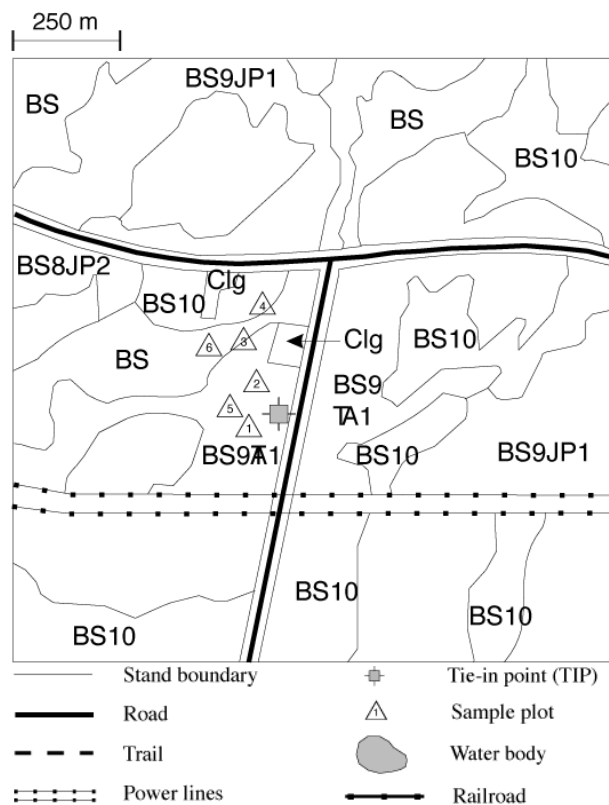 250 m
BS9JP1
BS
BS
BS10
BS8JP2
Clg
BS10
4
Clg
BS10
6
3
BS
2
BS9
TA1
5
1
BS9TA1
BS10
BS9JP1
BS10
BS10
BS10
Stand boundary
Tie-in point (TIP)
Road
1
Sample plot
Trail
Water body
Power lines
Railroad